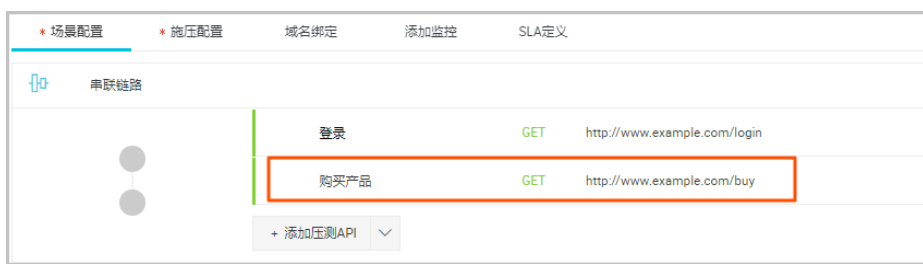 * 场景配置 * 施压配置 域名绑定 添加监控 SLA定义
串联链路
登录 GET http://www.example.com/login
购买产品 GET http://www.example.com/buy
+ 添加压测API